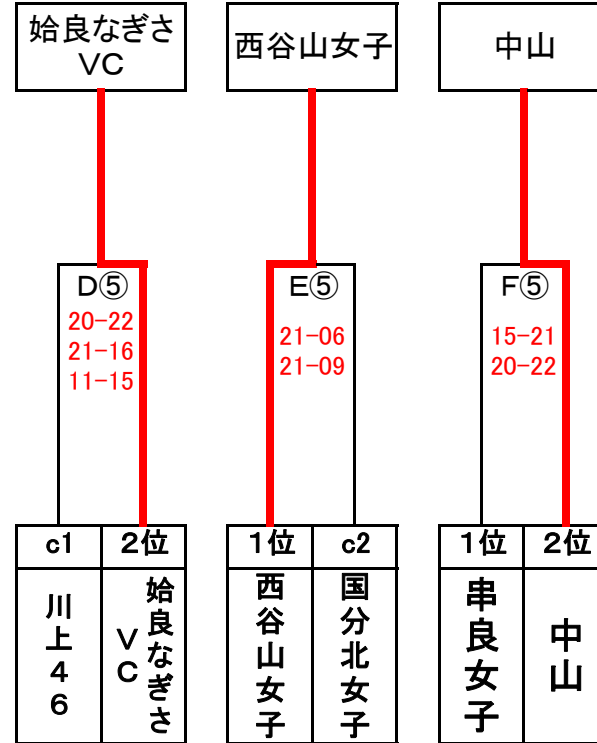 姶良なぎさ
VC
西谷山女子
中山
D⑤
20-22
21-16
11-15
E⑤
21-06
21-09
F⑤
15-21
20-22
c1
2位
1位
c2
1位
2位
川上46
姶良なぎさ
VC
西谷山女子
国分北女子
串良女子
中山